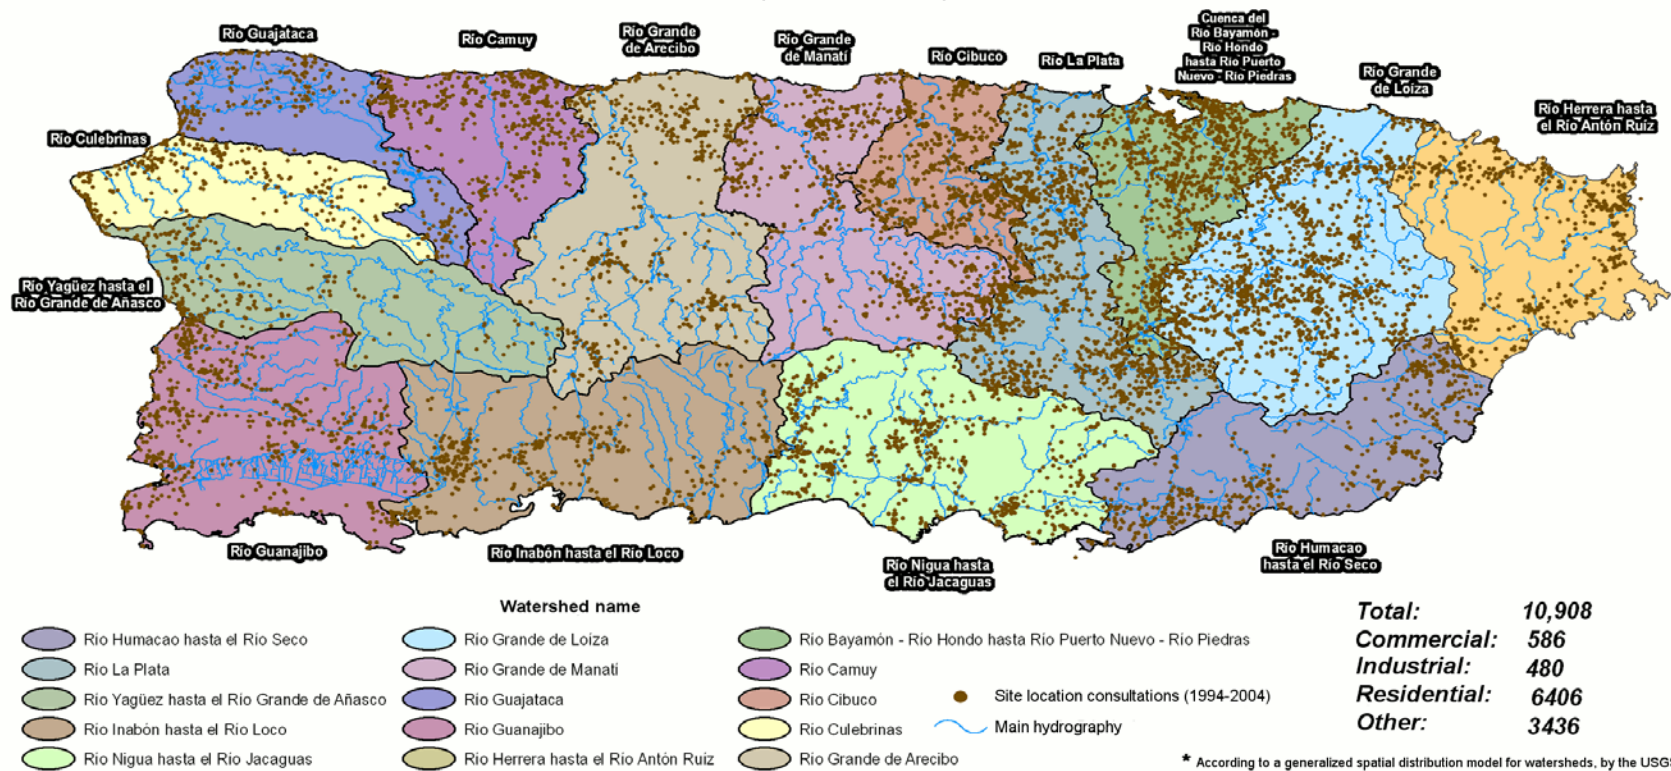 Río Guajataca
Río Camuy
Río Grande
de Arecibo
Río Grande
de Manatí
Río Cibuco
Río La Plata
Cuenca del
Río Bayamón -
Río Hondo
hasta Río Puerto
Nuevo - Río Piedras
Río Grande
de Loíza
Río Herrera hasta
el Río Antón Ruíz
Río Culebrinas
Río Yagüez hasta el
Río Grande de Añasco
Río Guanajibo
Río Inabón hasta el Río Loco
Río Nigua hasta
el Río Jacaguas
Río Humacao
hasta el Río Seco
Watershed name
Río Humacao hasta el Río Seco
Río La Plata
Río Yagüez hasta el Río Grande de Añasco
Río Inabón hasta el Río Loco
Río Nigua hasta el Río Jacaguas
Río Grande de Loíza
Río Grande de Manatí
Río Guajataca
Río Guanajibo
Río Herrera hasta el Río Antón Ruíz
Río Bayamón - Río Hondo hasta Río Puerto Nuevo - Río Piedras
Río Camuy
Río Cibuco
Río Culebrinas
Río Grande de Arecibo
Site location consultations (1994-2004)
Main hydrography
Total: 10,908
Commercial: 586
Industrial: 480
Residential: 6406
Other: 3436
* According to a generalized spatial distribution model for watersheds, by the USGS